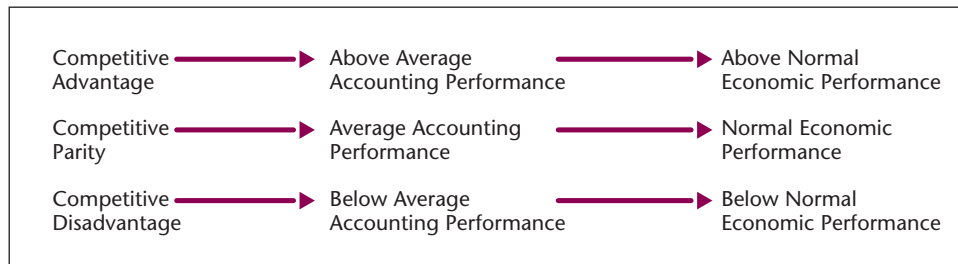 Competitive
Advantage
Above Average
Accounting Performance
Above Normal
Economic Performance
Competitive
Parity
Average Accounting
Performance
Normal Economic
Performance
Competitive
Disadvantage
Below Average
Accounting Performance
Below Normal
Economic Performance